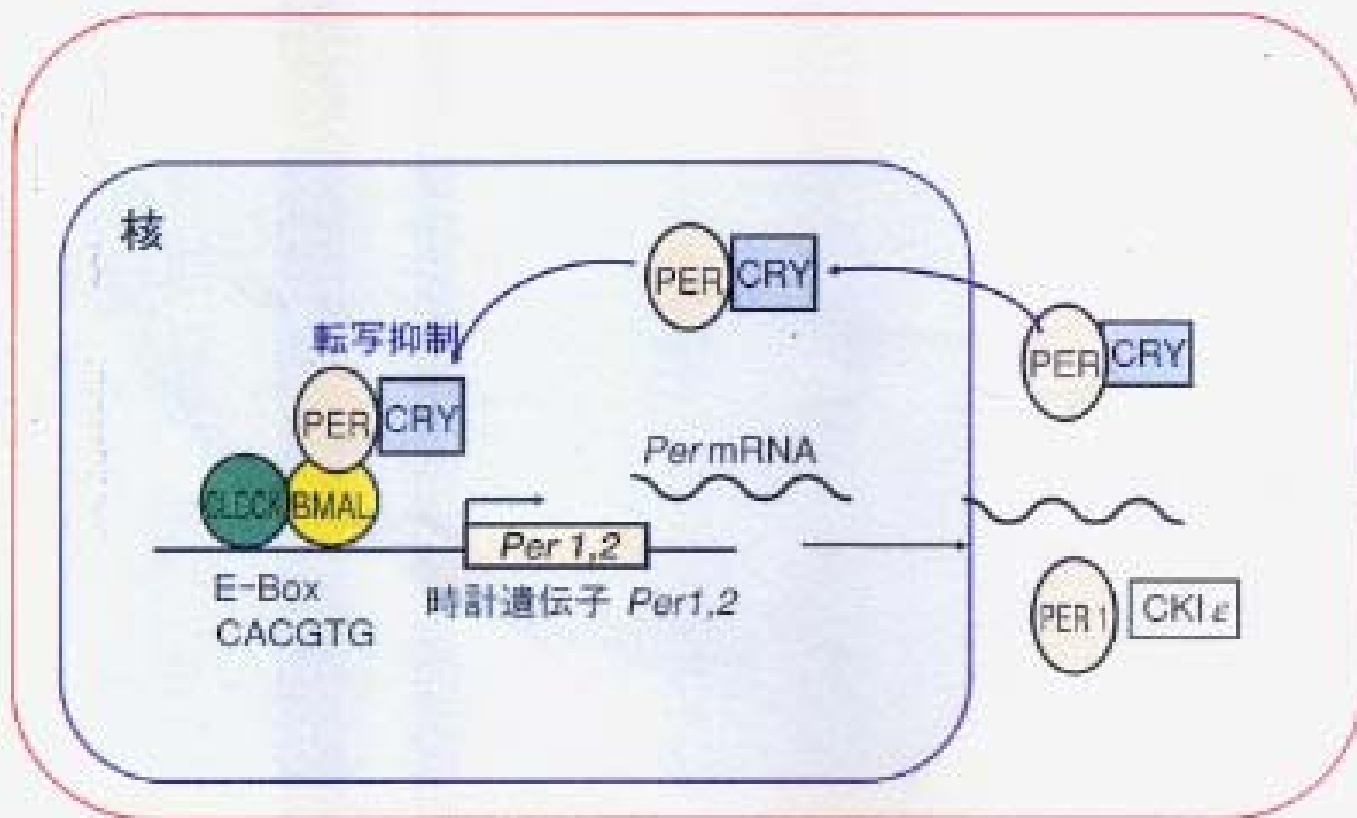 核
PER CRY
PER CRY
転写抑制
PER CRY
Per mRNA
CLOCK BMAL
Per 1,2
E-Box
CACGTG
時計遺伝子 Per1,2
PER 1 CKIε